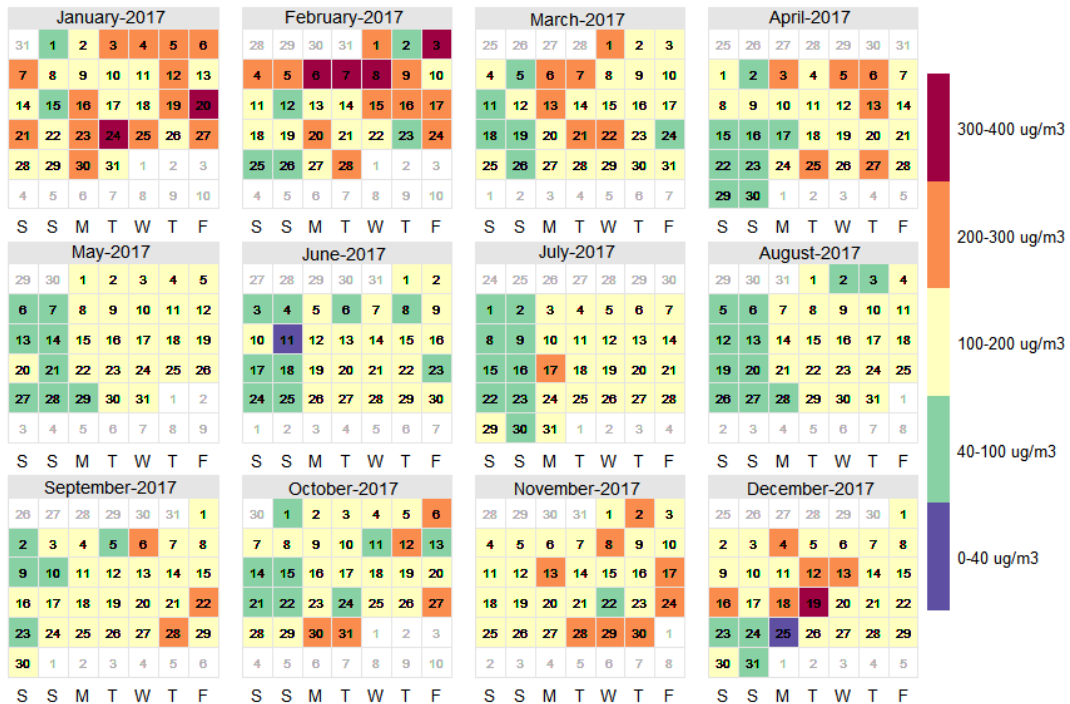 January-2017
31 1 2 3 4 5 6
7 8 9 10 11 12 13
14 15 16 17 18 19 20
21 22 23 24 25 26 27
28 29 30 31 1 2 3
4 5 6 7 8 9 10
S S M T W T F
February-2017
28 29 30 31 1 2 3
4 5 6 7 8 9 10
11 12 13 14 15 16 17
18 19 20 21 22 23 24
25 26 27 28 1 2 3
4 5 6 7 8 9 10
S S M T W T F
March-2017
25 26 27 28 1 2 3
4 5 6 7 8 9 10
11 12 13 14 15 16 17
18 19 20 21 22 23 24
25 26 27 28 29 30 31
1 2 3 4 5 6 7
S S M T W T F
April-2017
25 26 27 28 29 30 31
1 2 3 4 5 6 7
8 9 10 11 12 13 14
15 16 17 18 19 20 21
22 23 24 25 26 27 28
29 30 1 2 3 4 5
S S M T W T F
May-2017
29 30 1 2 3 4 5
6 7 8 9 10 11 12
13 14 15 16 17 18 19
20 21 22 23 24 25 26
27 28 29 30 31 1 2
3 4 5 6 7 8 9
S S M T W T F
June-2017
27 28 29 30 31 1 2
3 4 5 6 7 8 9
10 11 12 13 14 15 16
17 18 19 20 21 22 23
24 25 26 27 28 29 30
1 2 3 4 5 6 7
S S M T W T F
July-2017
24 25 26 27 28 29 30
1 2 3 4 5 6 7
8 9 10 11 12 13 14
15 16 17 18 19 20 21
22 23 24 25 26 27 28
29 30 31 1 2 3 4
S S M T W T F
August-2017
29 30 31 1 2 3 4
5 6 7 8 9 10 11
12 13 14 15 16 17 18
19 20 21 22 23 24 25
26 27 28 29 30 31 1
2 3 4 5 6 7 8
S S M T W T F
September-2017
26 27 28 29 30 31 1
2 3 4 5 6 7 8
9 10 11 12 13 14 15
16 17 18 19 20 21 22
23 24 25 26 27 28 29
30 1 2 3 4 5 6
S S M T W T F
October-2017
30 1 2 3 4 5 6
7 8 9 10 11 12 13
14 15 16 17 18 19 20
21 22 23 24 25 26 27
28 29 30 31 1 2 3
4 5 6 7 8 9 10
S S M T W T F
November-2017
28 29 30 31 1 2 3
4 5 6 7 8 9 10
11 12 13 14 15 16 17
18 19 20 21 22 23 24
25 26 27 28 29 30 1
2 3 4 5 6 7 8
S S M T W T F
December-2017
25 26 27 28 29 30 1
2 3 4 5 6 7 8
9 10 11 12 13 14 15
16 17 18 19 20 21 22
23 24 25 26 27 28 29
30 31 1 2 3 4 5
S S M T W T F
300-400 ug/m3
200-300 ug/m3
100-200 ug/m3
40-100 ug/m3
0-40 ug/m3